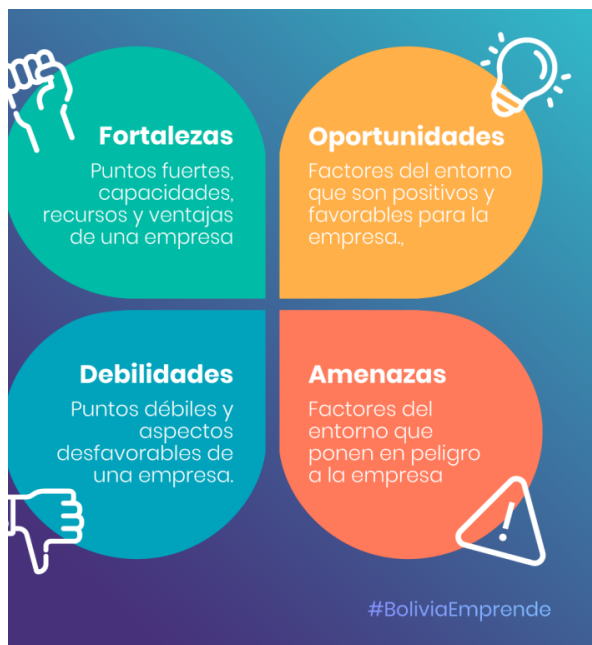 Fortalezas
Puntos fuertes,
capacidades,
recursos y ventajas
de una empresa
Oportunidades
Factores del entorno
que son positivos y
favorables para la
empresa.,
Debilidades
Puntos débiles y
aspectos
desfavorables de
una empresa.
Amenazas
Factores del
entorno que
ponen en peligro
a la empresa
#BoliviaEmprende